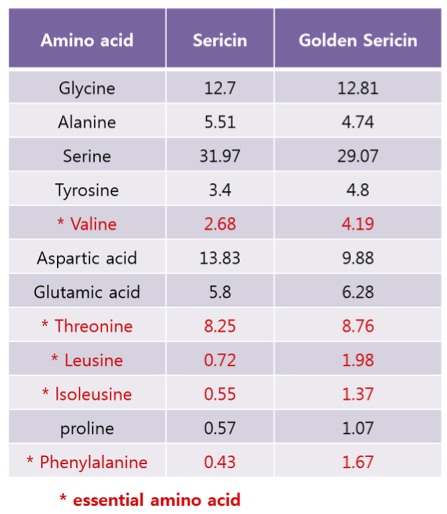 Amino acid Sericin Golden Sericin
Glycine 12.7 12.81
Alanine 5.51 4.74
Serine 31.97 29.07
Tyrosine 3.4 4.8
* Valine 2.68 4.19
Aspartic acid 13.83 9.88
Glutamic acid 5.8 6.28
* Threonine 8.25 8.76
* Leusine 0.72 1.98
* Isoleusine 0.55 1.37
proline 0.57 1.07
* Phenylalanine 0.43 1.67
* essential amino acid